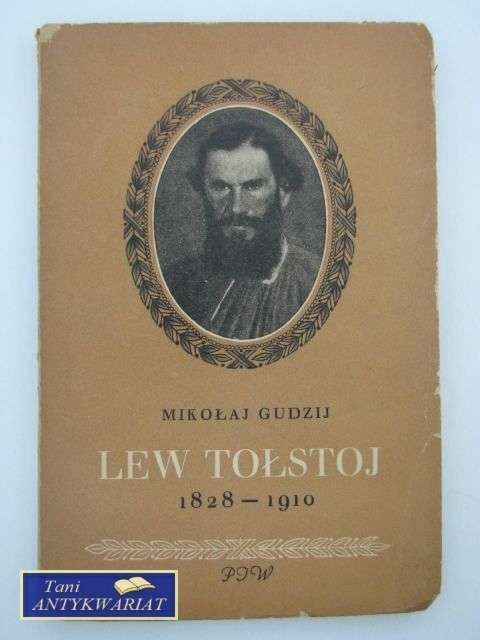 MIKOŁAJ GUDZIJ
LEW TOŁSTOJ
1828 — 1910
PIW
Tani
ANTYKWARIAT